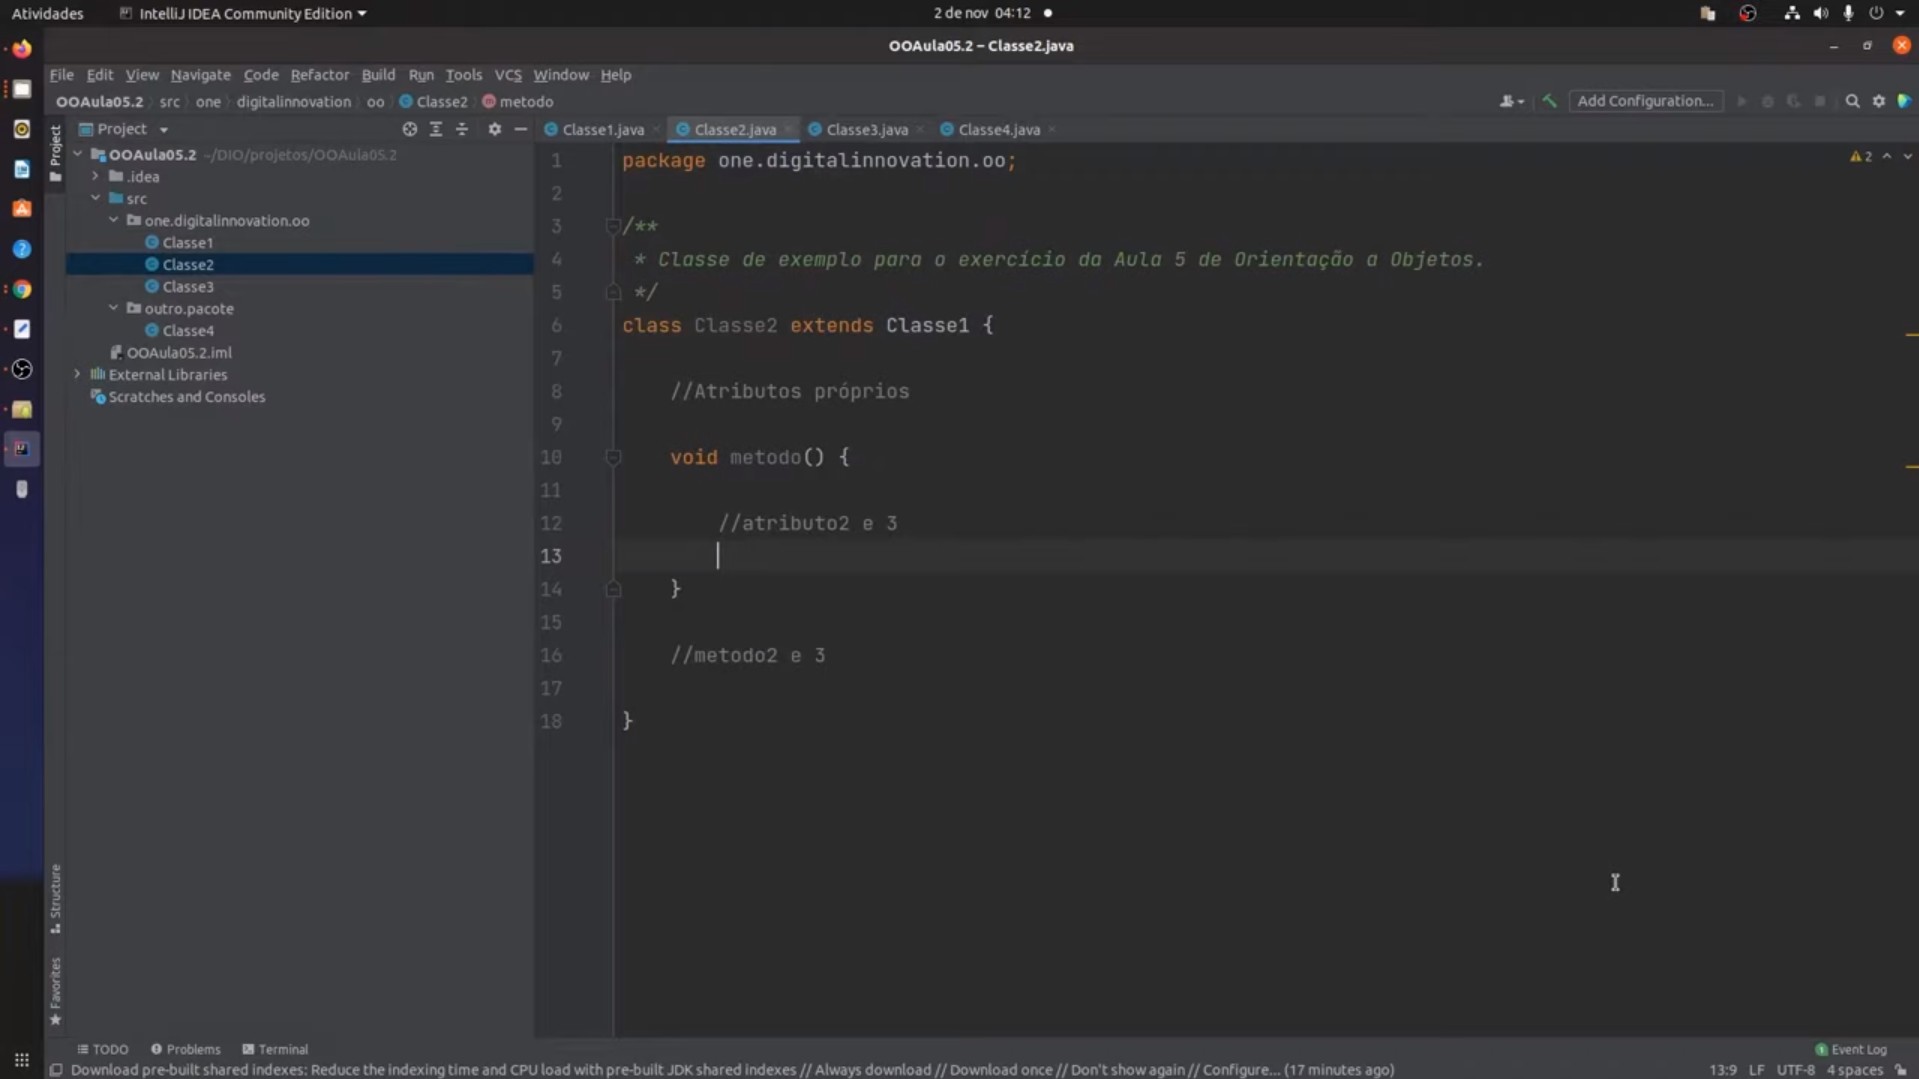 Atividades
IntelliJ IDEA Community Edition
2 de nov 04:12
OOAula05.2 – Classe2.java
File Edit View Navigate Code Refactor Build Run Tools VCS Window Help
OOAula05.2 src one digitalinnovation oo Classe2 metodo
Add Configuration...
Project
Project
Classe1.java Classe2.java Classe3.java Classe4.java
OOAula05.2 ~/DIO/projetos/OOAula05.2
.idea
src
one.digitalinnovation.oo
Classe1
Classe2
Classe3
outro.pacote
Classe4
OOAula05.2.iml
External Libraries
Scratches and Consoles
2
1 package one.digitalinnovation.oo;
2
3 /**
4 * Classe de exemplo para o exercício da Aula 5 de Orientação a Objetos.
5 */
6 class Classe2 extends Classe1 {
7
8 //Atributos próprios
9
10 void metodo() {
11
12 //atributo2 e 3
13
14 }
15
16 //metodo2 e 3
17
18 }
Structure
Favorites
TODO Problems Terminal
Event Log
Download pre-built shared indexes: Reduce the indexing time and CPU load with pre-built JDK shared indexes // Always download // Download once // Don't show again // Configure... (17 minutes ago)
13:9 LF UTF-8 4 spaces